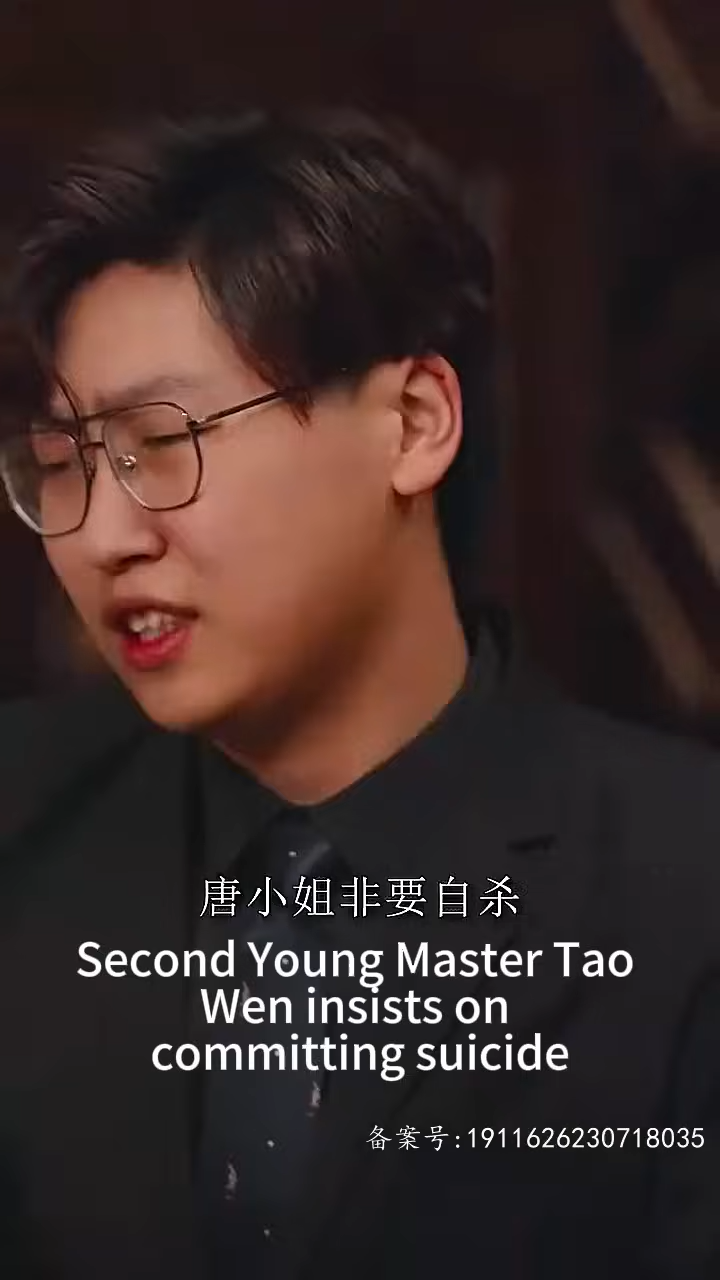 唐小姐非要自杀
Second Young Master Tao
Wen insists on
committing suicide
备案号:1911626230718035